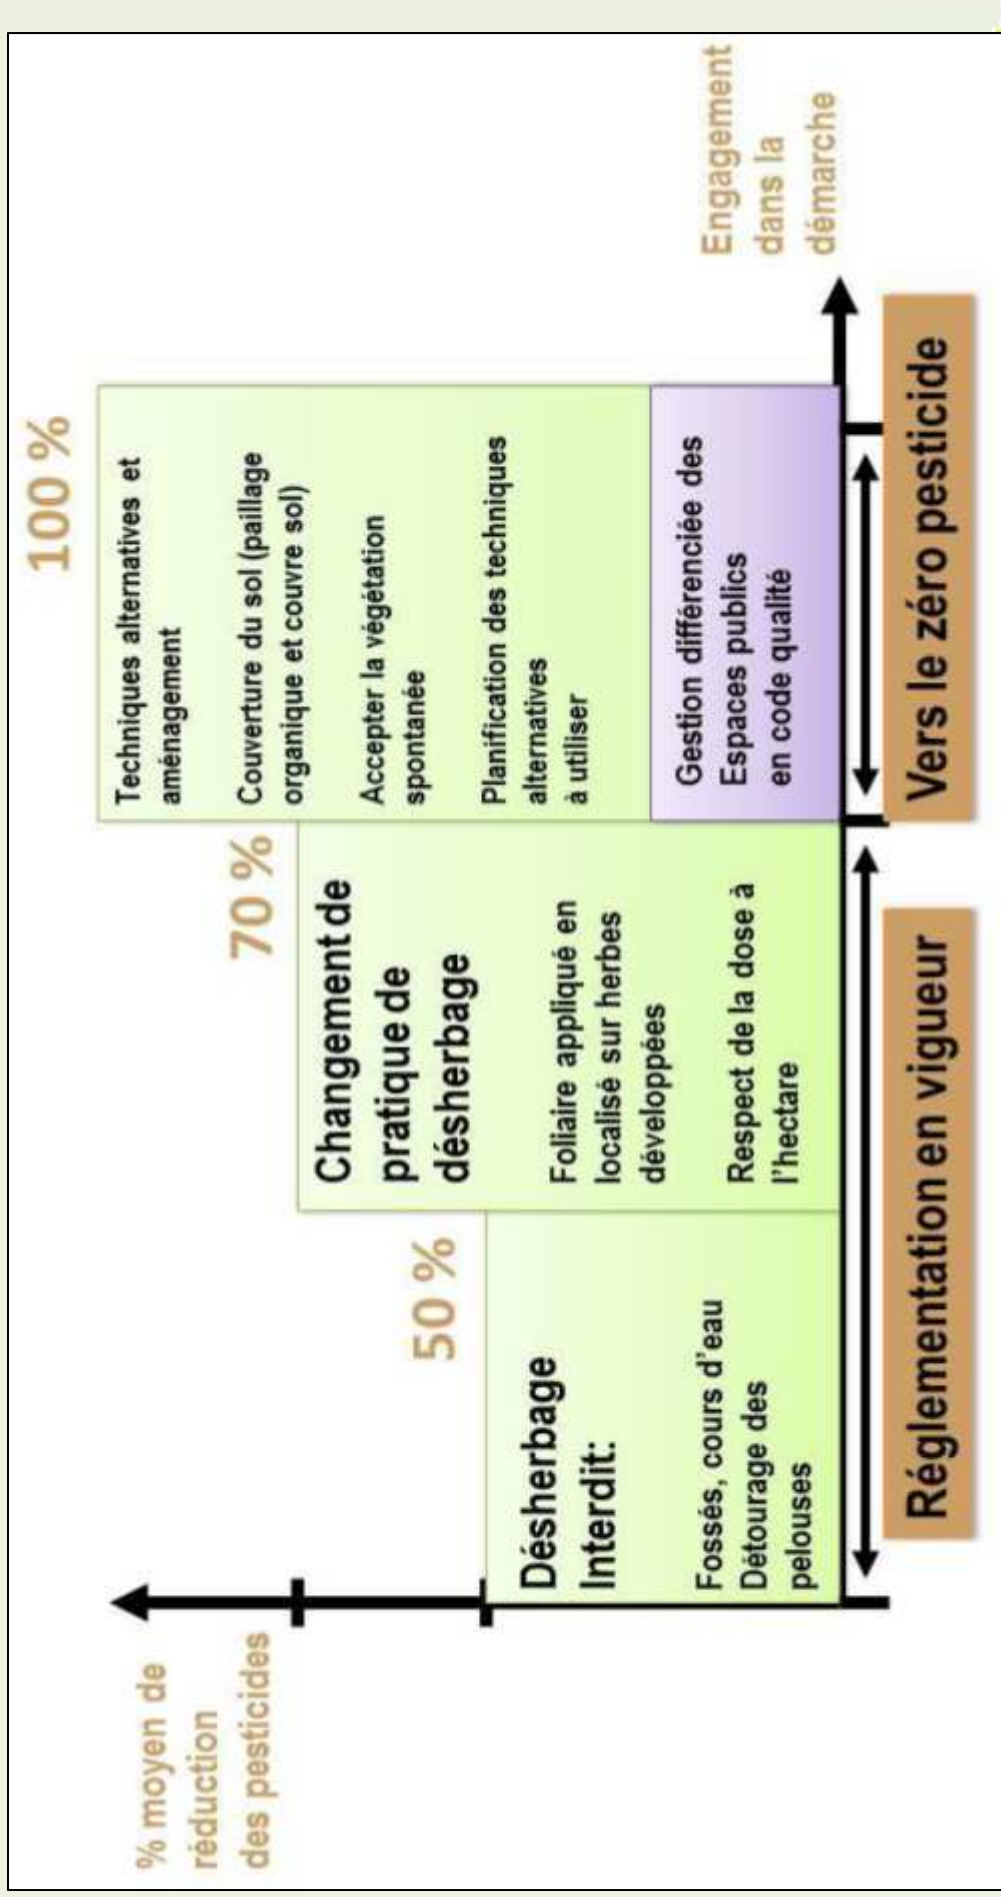 % moyen de
réduction
des pesticides
50 %
Désherbage
Interdit:
Fossés, cours d'eau
Détourage des
pelouses
70 %
Changement de
pratique de
désherbage
Foliaire appliqué en
localisé sur herbes
développées
Respect de la dose à
l'hectare
100 %
Techniques alternatives et
aménagement
Couverture du sol (paillage
organique et couvre sol)
Accepter la végétation
spontanée
Planification des techniques
alternatives
à utiliser
Gestion différenciée des
Espaces publics
en code qualité
Engagement
dans la
démarche
Réglementation en vigueur
Vers le zéro pesticide